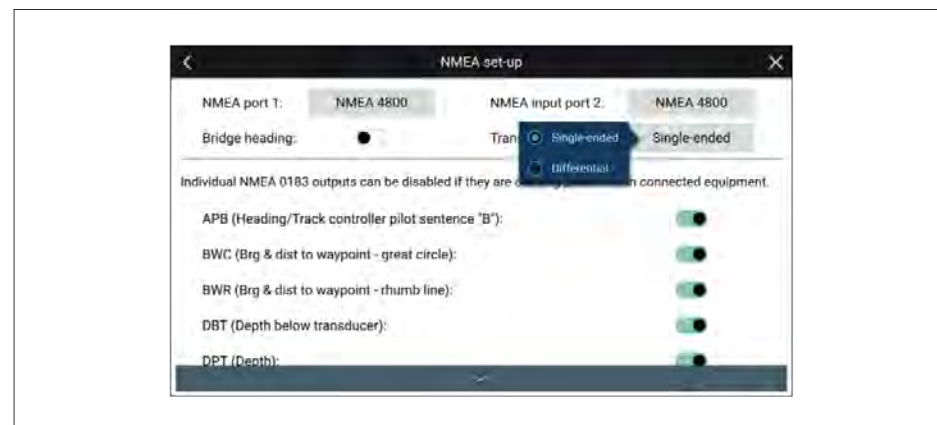 NMEA set-up
NMEA port 1: NMEA 4800 NMEA input port 2: NMEA 4800
Bridge heading: Tran Single-ended Single-ended
Differential
Individual NMEA 0183 outputs can be disabled if they are connected equipment.
APB (Heading/Track controller pilot sentence "B"):
BWC (Brg & dist to waypoint - great circle):
BWR (Brg & dist to waypoint - rhumb line):
DBT (Depth below transducer):
DPT (Depth):